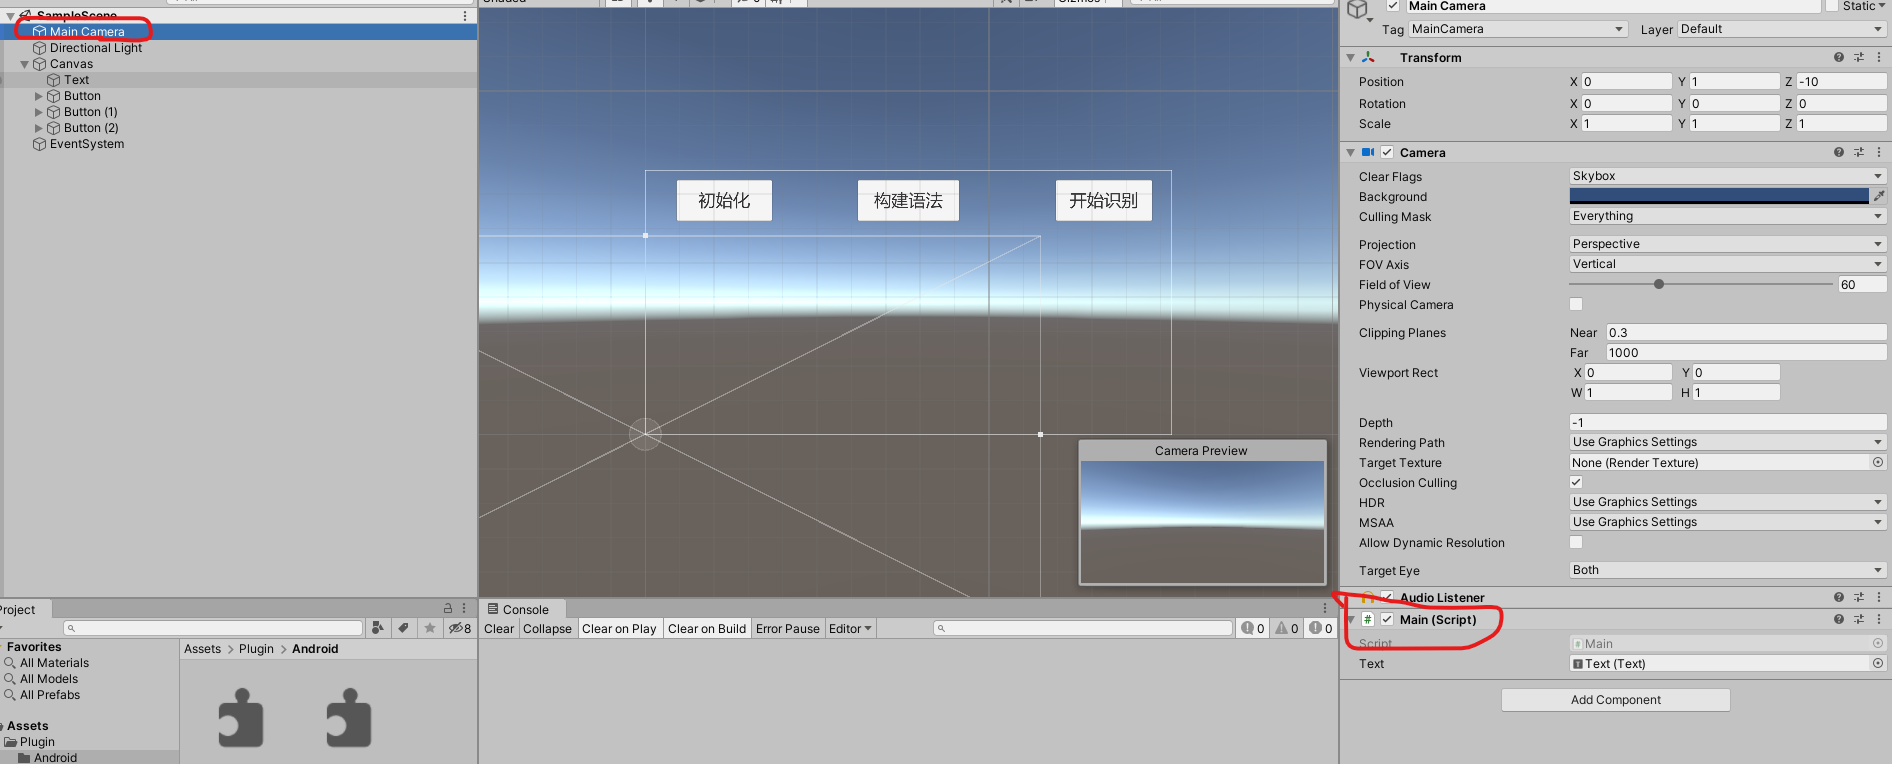 SampleScene
Main Camera
Directional Light
Canvas
Text
Button
Button (1)
Button (2)
EventSystem
Shaded
Gizmos
初始化
构建语法
开始识别
Camera Preview
Main Camera
Static
Tag MainCamera Layer Default
Transform
Position X 0 Y 1 Z -10
Rotation X 0 Y 0 Z 0
Scale X 1 Y 1 Z 1
Camera
Clear Flags Skybox
Background
Culling Mask Everything
Projection Perspective
FOV Axis Vertical
Field of View 60
Physical Camera
Clipping Planes Near 0.3
Far 1000
Viewport Rect X 0 Y 0
W 1 H 1
Depth -1
Rendering Path Use Graphics Settings
Target Texture None (Render Texture)
Occlusion Culling
HDR Use Graphics Settings
MSAA Use Graphics Settings
Allow Dynamic Resolution
Target Eye Both
Audio Listener
# Main (Script)
Script # Main
Text T Text (Text)
Add Component
Project
8
Favorites
All Materials
All Models
All Prefabs
Assets
Plugin
Android
Assets > Plugin > Android
Console
Clear Collapse Clear on Play Clear on Build Error Pause Editor 0 0 0